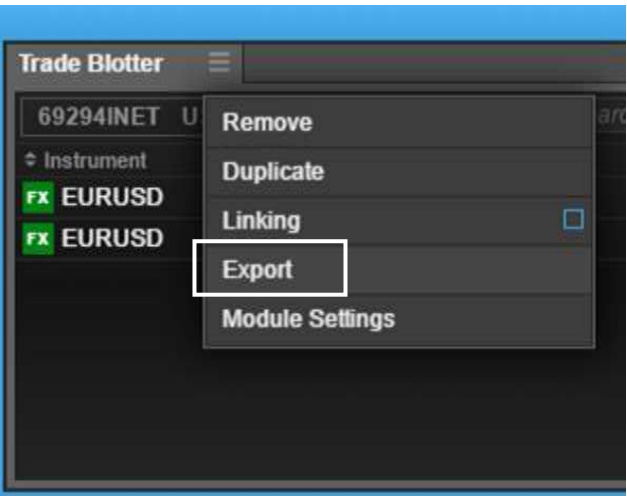 Trade Blotter
69294INET U
Remove
Instrument
Duplicate
FX EURUSD
Linking
FX EURUSD
Export
Module Settings